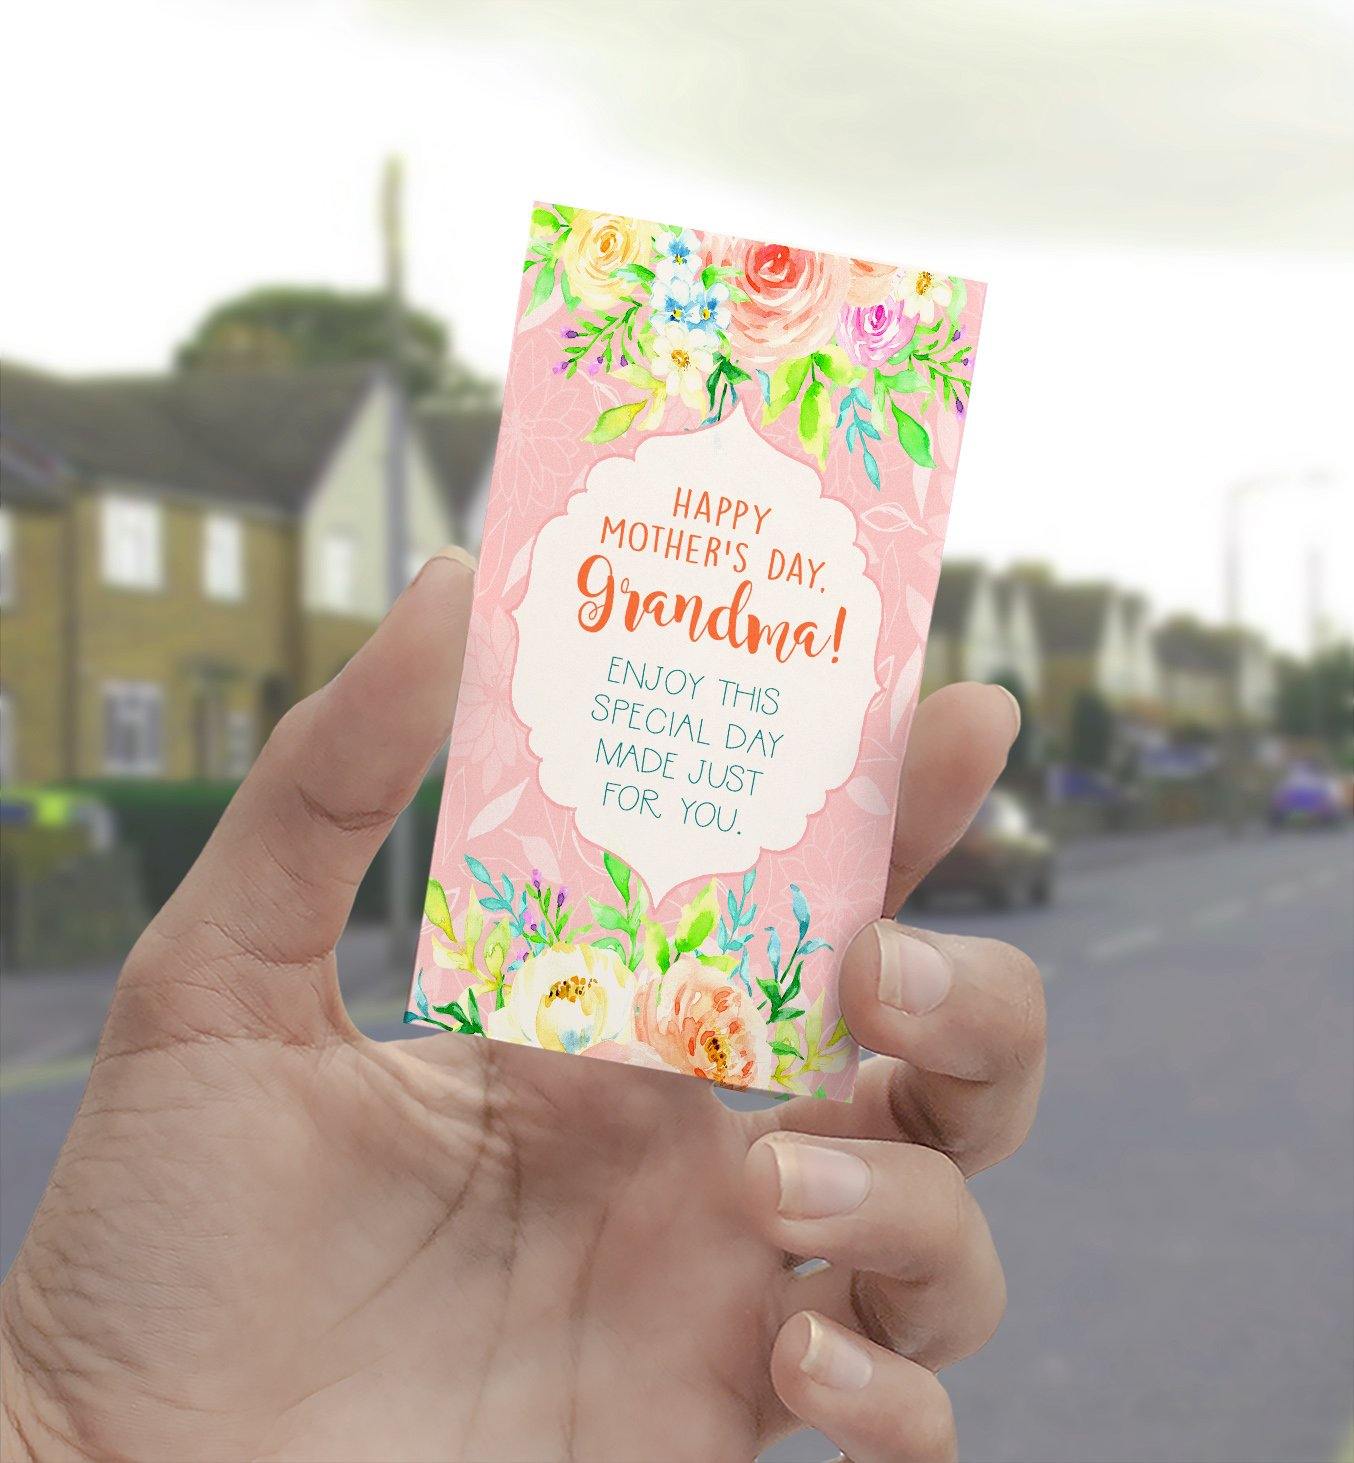 HAPPY
MOTHER'S DAY,
Grandma!
ENJOY THIS
SPECIAL DAY
MADE JUST
FOR YOU.